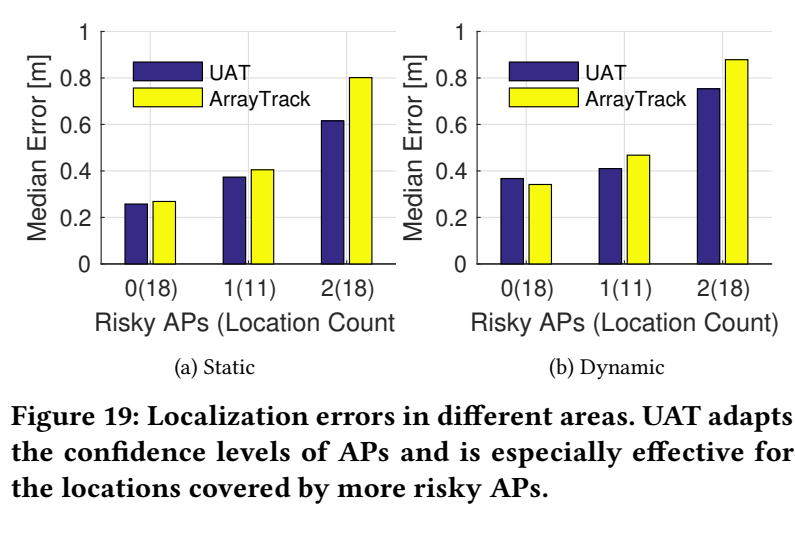 1
0.8
0.6
0.4
0.2
0
Median Error [m]
UAT
ArrayTrack
0(18)
1(11)
2(18)
Risky APs (Location Count
(a) Static
1
0.8
0.6
0.4
0.2
0
Median Error [m]
UAT
ArrayTrack
0(18)
1(11)
2(18)
Risky APs (Location Count)
(b) Dynamic
Figure 19: Localization errors in different areas. UAT adapts
the confidence levels of APs and is especially effective for
the locations covered by more risky APs.